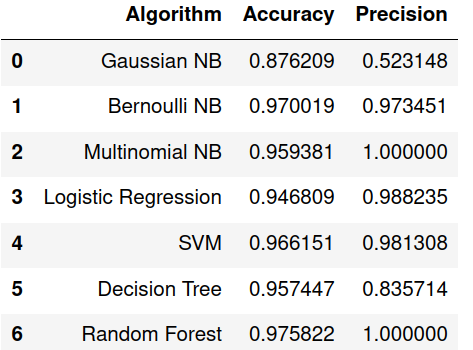 Algorithm Accuracy Precision
0 Gaussian NB 0.876209 0.523148
1 Bernoulli NB 0.970019 0.973451
2 Multinomial NB 0.959381 1.000000
3 Logistic Regression 0.946809 0.988235
4 SVM 0.966151 0.981308
5 Decision Tree 0.957447 0.835714
6 Random Forest 0.975822 1.000000